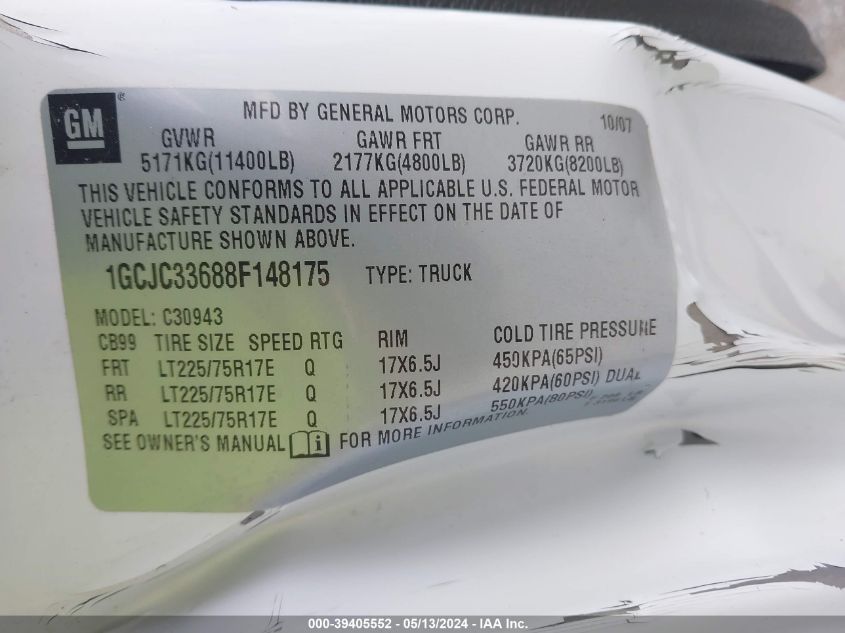 GM ®
MFD BY GENERAL MOTORS CORP. 10/07
GVWR GAWR FRT GAWR RR
5171KG(11400LB) 2177KG(4800LB) 3720KG(8200LB)
THIS VEHICLE CONFORMS TO ALL APPLICABLE U.S. FEDERAL MOTOR
VEHICLE SAFETY STANDARDS IN EFFECT ON THE DATE OF
MANUFACTURE SHOWN ABOVE.
1GCJC33688F148175 TYPE: TRUCK
MODEL: C30943
CB99 TIRE SIZE SPEED RTG RIM COLD TIRE PRESSURE
FRT LT225/75R17E Q 17X6.5J 450KPA(65PSI)
RR LT225/75R17E Q 17X6.5J 420KPA(60PSI) DUAL
SPA LT225/75R17E Q 17X6.5J 550KPA(80PSI)
SEE OWNER'S MANUAL i FOR MORE INFORMATION.
000-39405552 - 05/13/2024 - IAA Inc.